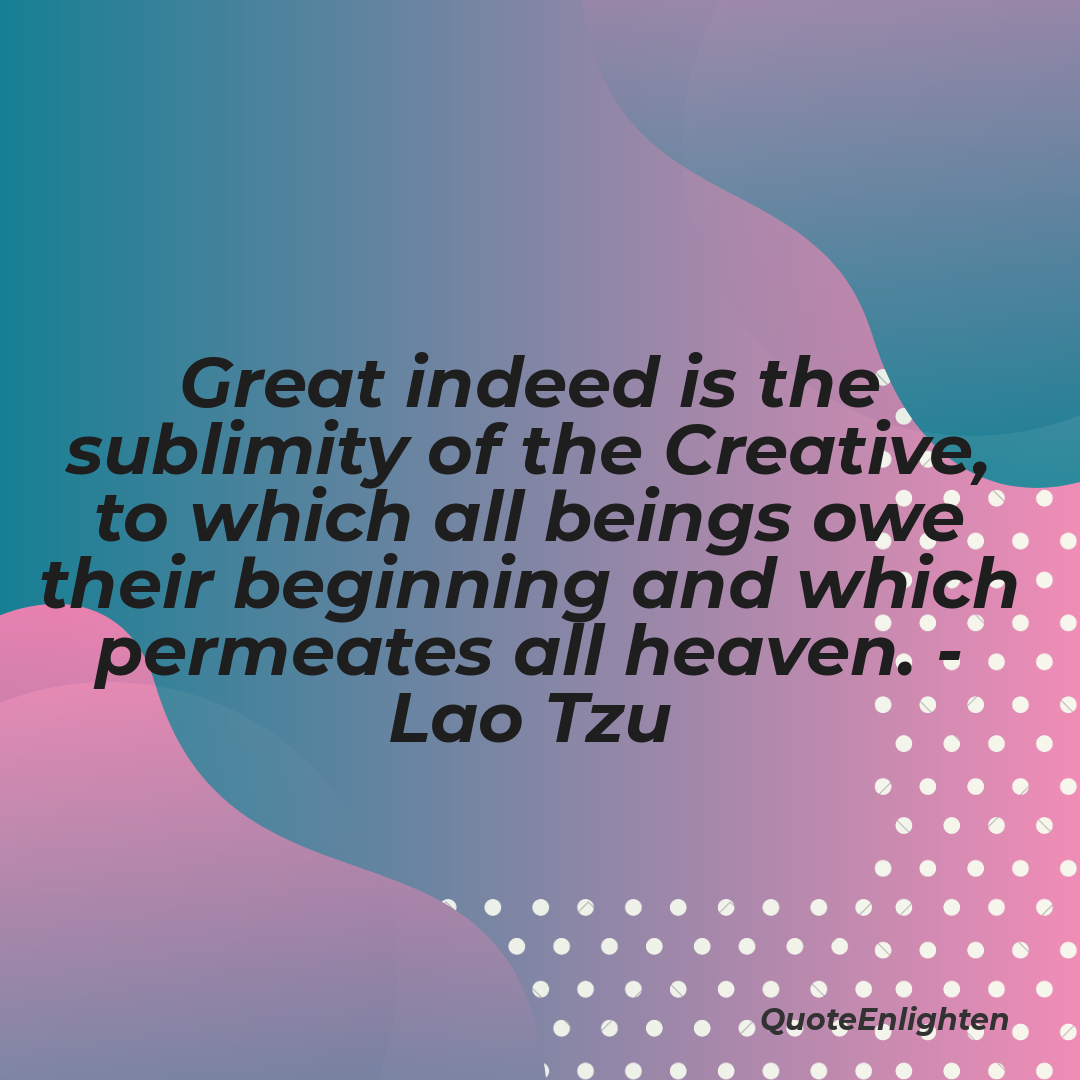 Great indeed is the
sublimity of the Creative,
to which all beings owe
their beginning and which
permeates all heaven. -
Lao Tzu
QuoteEnlighten